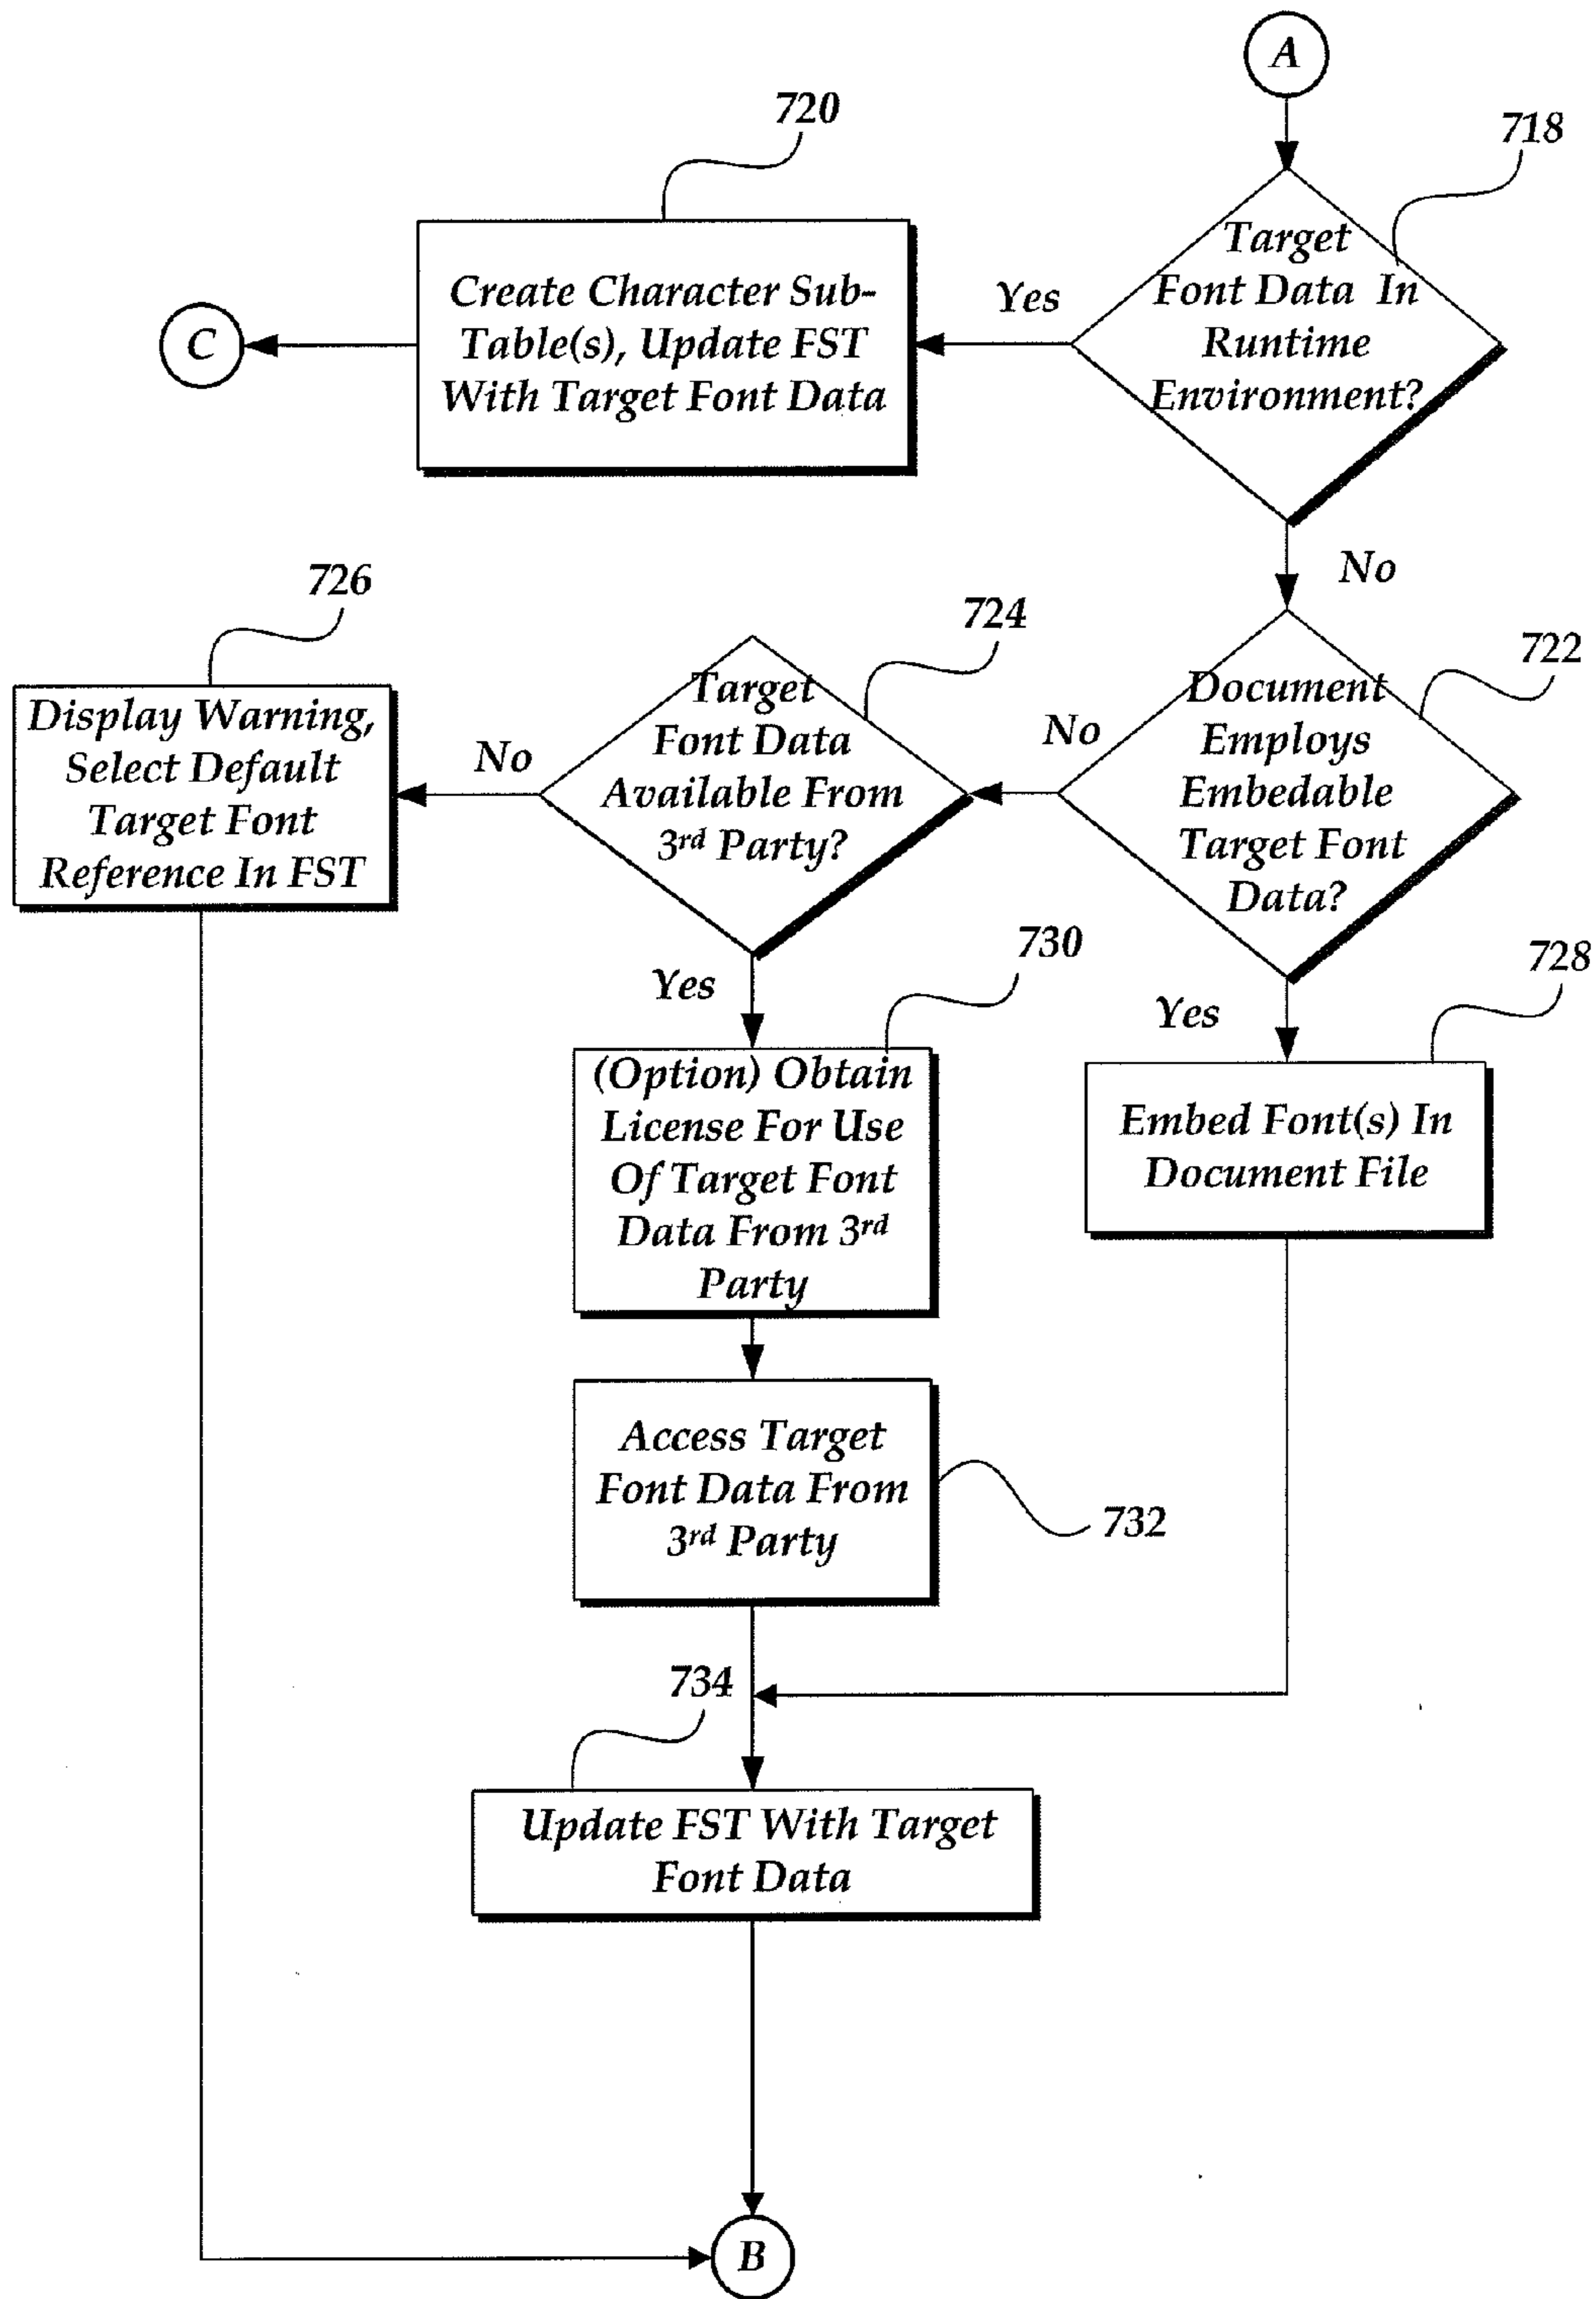 A
718
Target
Font Data In
Runtime
Environment?
Yes
720
Create Character Sub-
Table(s), Update FST
With Target Font Data
C
No
722
Document
Employs
Embedable
Target Font
Data?
No
724
Target
Font Data
Available From
3rd Party?
No
726
Display Warning,
Select Default
Target Font
Reference In FST
Yes
730
(Option) Obtain
License For Use
Of Target Font
Data From 3rd
Party
Yes
728
Embed Font(s) In
Document File
Access Target
Font Data From
3rd Party
732
734
Update FST With Target
Font Data
B